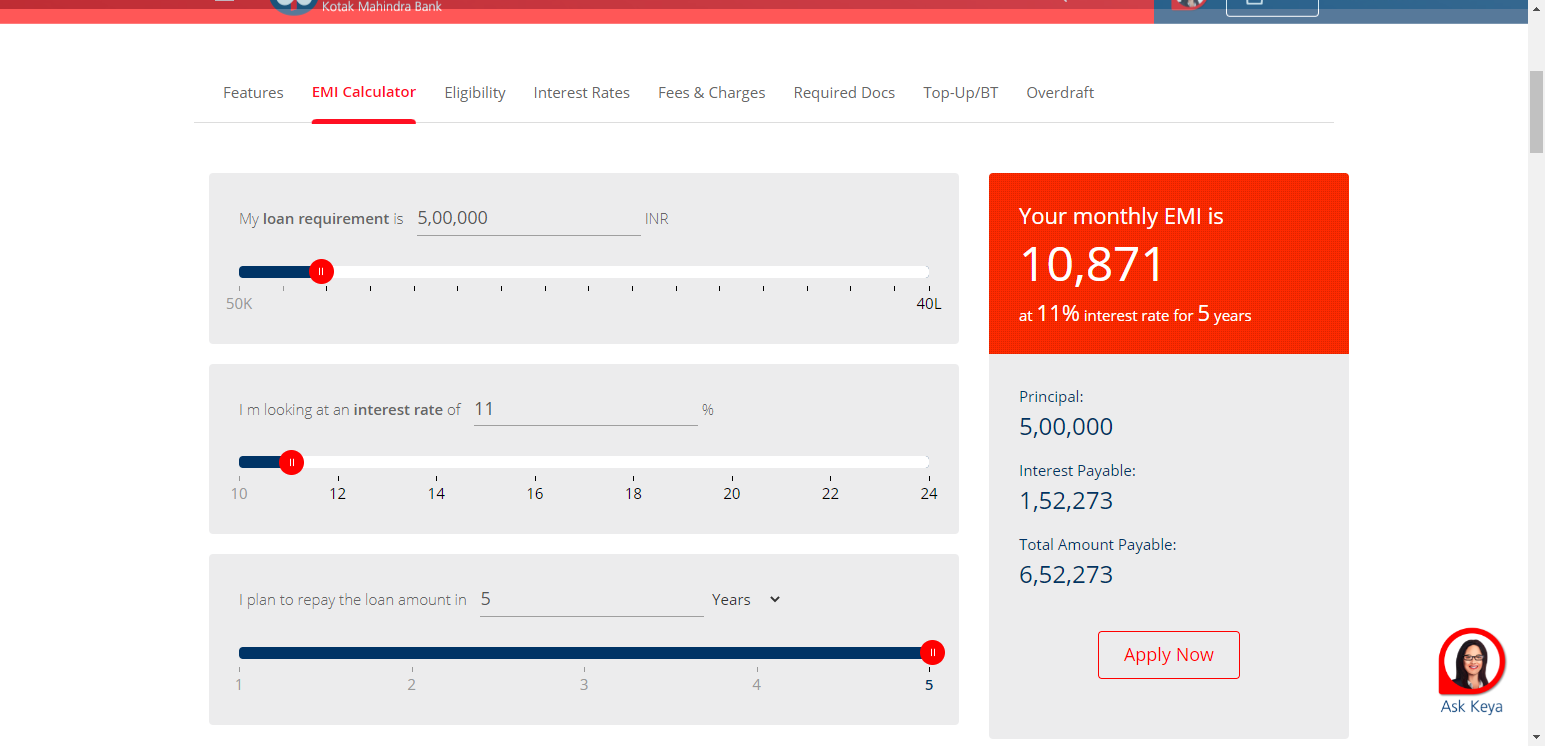 Kotak Mahindra Bank
Features EMI Calculator Eligibility Interest Rates Fees & Charges Required Docs Top-Up/BT Overdraft
My loan requirement is 5,00,000 INR
50K 40L
I m looking at an interest rate of 11 %
10 12 14 16 18 20 22 24
I plan to repay the loan amount in 5 Years
1 2 3 4 5
Your monthly EMI is
10,871
at 11% interest rate for 5 years
Principal:
5,00,000
Interest Payable:
1,52,273
Total Amount Payable:
6,52,273
Apply Now
Ask Keya